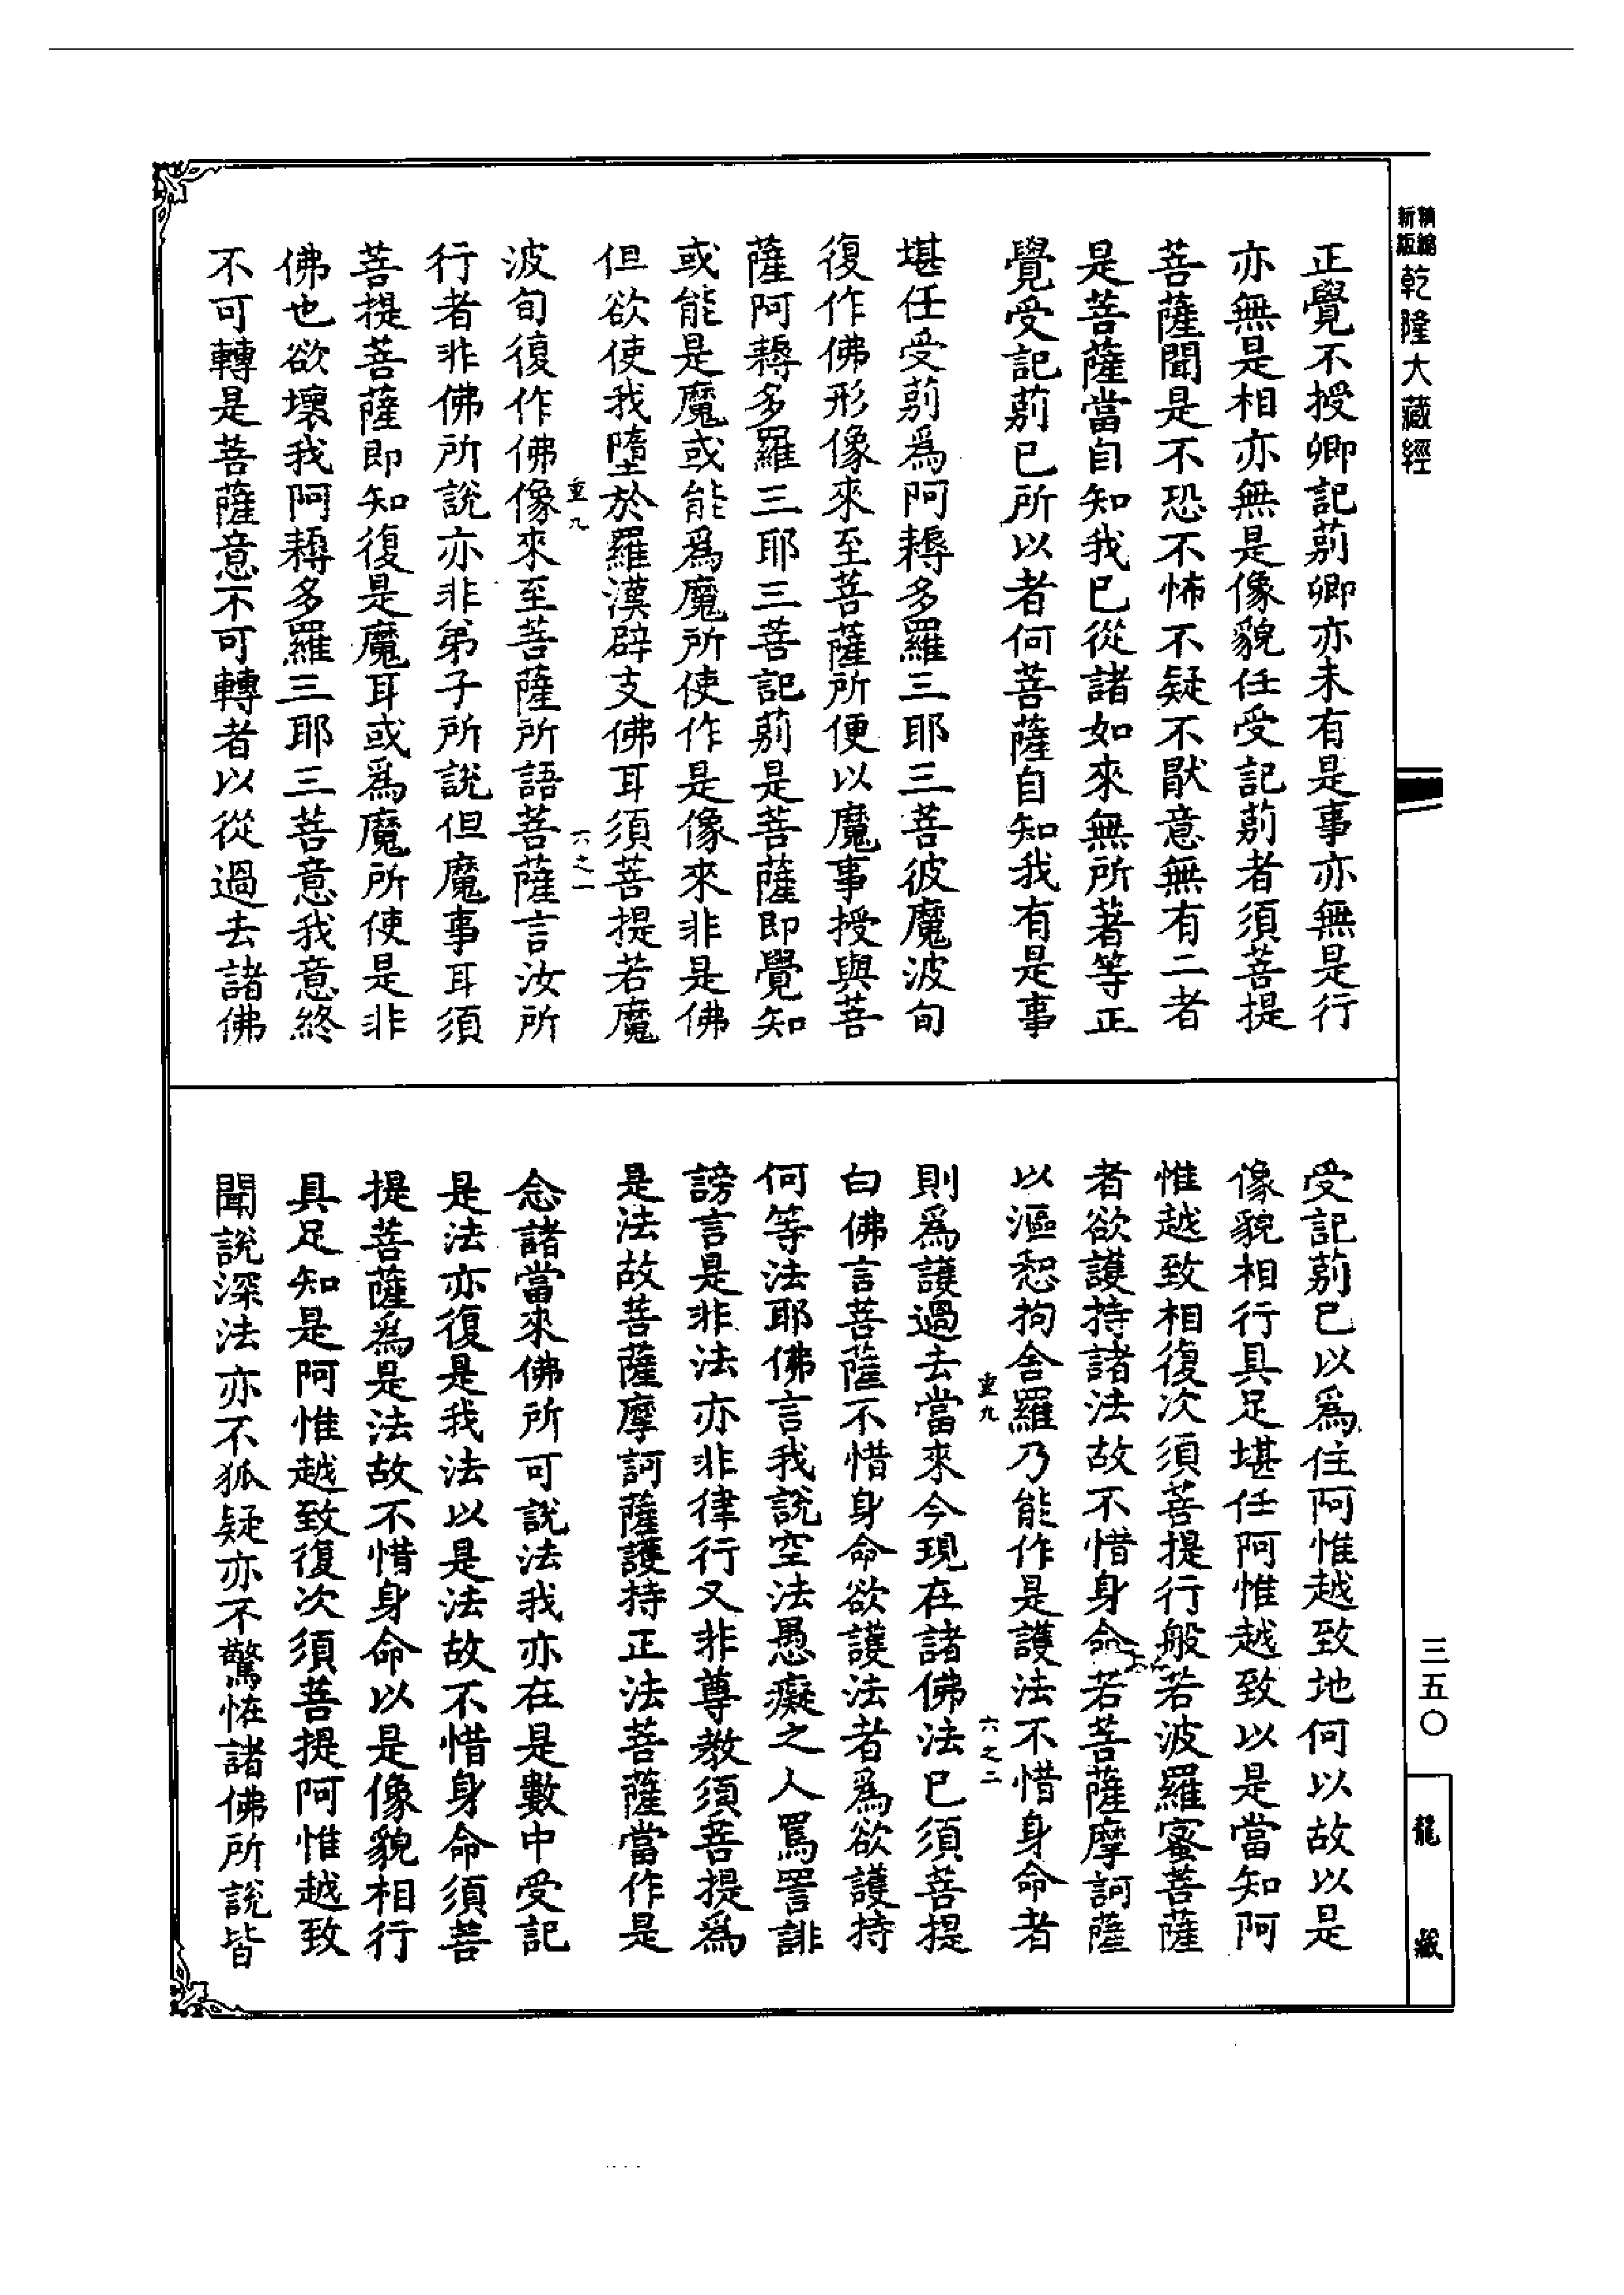 精縮
新版
乾隆大藏經
正覺不授卿記莂卿亦未有是事亦無是行
亦無是相亦無是像貌任受記莂者須菩提
菩薩聞是不恐不怖不疑不厭意無有二者
是菩薩當自知我已從諸如來無所著等正
覺受記莂已所以者何菩薩自知我有是事
堪任受莂爲阿耨多羅三耶三菩彼魔波旬
復作佛形像來至菩薩所便以魔事授與菩
薩阿耨多羅三耶三菩記莂是菩薩即覺知
或能是魔或能爲魔所使作是像來非是佛
但欲使我墮於羅漢辟支佛耳須菩提若魔
重九
六之一
波旬復作佛像來至菩薩所語菩薩言汝所
行者非佛所說亦非弟子所說但魔事耳須
菩提菩薩即知復是魔耳或爲魔所使是非
佛也欲壞我阿耨多羅三耶三菩意我意終
不可轉是菩薩意不可轉者以從過去諸佛
受記莂已以爲住阿惟越致地何以故以是
像貌相行具足堪任阿惟越致以是當知阿
惟越致相復次須菩提行般若波羅蜜菩薩
者欲護持諸法故不惜身命若菩薩摩訶薩
以漚恕拘舍羅乃能作是護法不惜身命者
重九
六之二
則爲護過去當來今現在諸佛法已須菩提
白佛言菩薩不惜身命欲護法者爲欲護持
何等法耶佛言我說空法愚癡之人罵詈誹
謗言是非法亦非律行又非尊教須菩提爲
是法故菩薩摩訶薩護持正法菩薩當作是
念諸當來佛所可說法我亦在是數中受記
是法亦復是我法以是法故不惜身命須菩
提菩薩爲是法故不惜身命以是像貌相行
具足知是阿惟越致復次須菩提阿惟越致
聞說深法亦不狐疑亦不驚怪諸佛所說皆
三五〇
龍藏